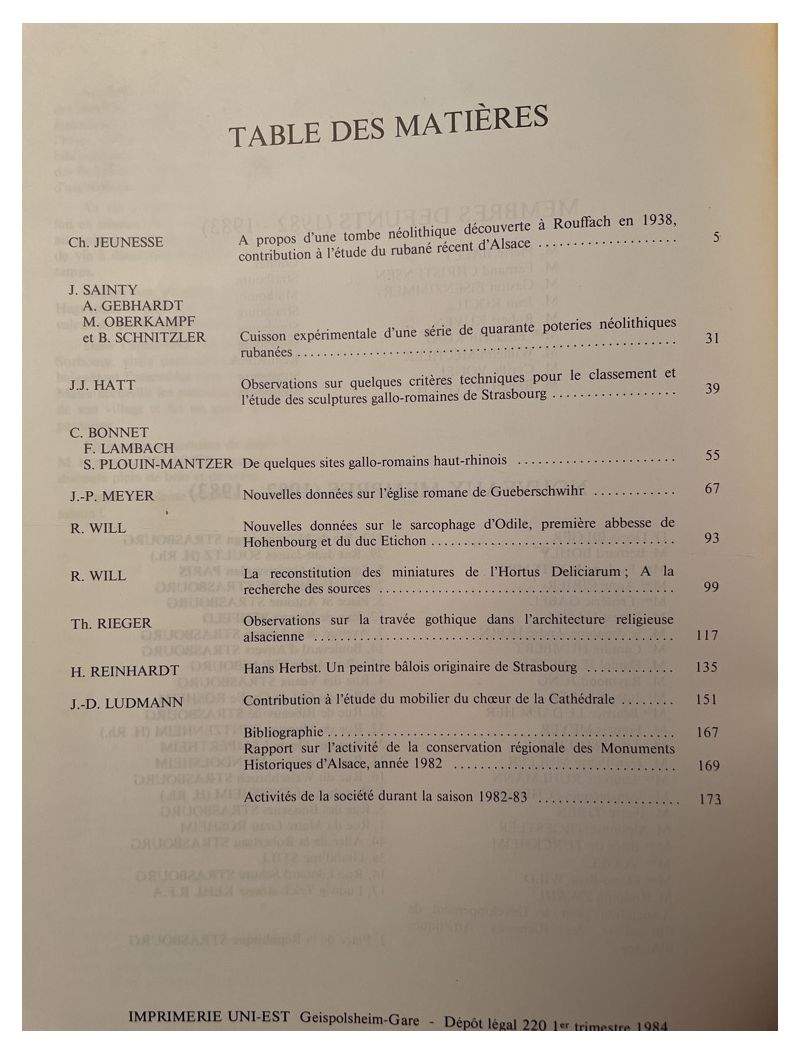 TABLE DES MATIÈRES
Ch. JEUNESSE A propos d'une tombe néolithique découverte à Rouffach en 1938,
contribution à l'étude du rubané récent d'Alsace .................... 5
J. SAINTY
A. GEBHARDT
M. OBERKAMPF
et B. SCHNITZLER Cuisson expérimentale d'une série de quarante poteries néolithiques
rubanées .................... 31
J.J. HATT Observations sur quelques critères techniques pour le classement et
l'étude des sculptures gallo-romaines de Strasbourg .................... 39
C. BONNET
F. LAMBACH
S. PLOUIN-MANTZER De quelques sites gallo-romains haut-rhinois .................... 55
J.-P. MEYER Nouvelles données sur l'église romane de Gueberschwihr ............ 67
R. WILL Nouvelles données sur le sarcophage d'Odile, première abbesse de
Hohenbourg et du duc Etichon .................... 93
R. WILL La reconstitution des miniatures de l'Hortus Deliciarum ; A la
recherche des sources .................... 99
Th. RIEGER Observations sur la travée gothique dans l'architecture religieuse
alsacienne .................... 117
H. REINHARDT Hans Herbst. Un peintre bâlois originaire de Strasbourg ............. 135
J.-D. LUDMANN Contribution à l'étude du mobilier du chœur de la Cathédrale ........ 151
Bibliographie .................... 167
Rapport sur l'activité de la conservation régionale des Monuments
Historiques d'Alsace, année 1982 .................... 169
Activités de la société durant la saison 1982-83 .................... 173
IMPRIMERIE UNI-EST Geispolsheim-Gare - Dépôt légal 220 1er trimestre 1984